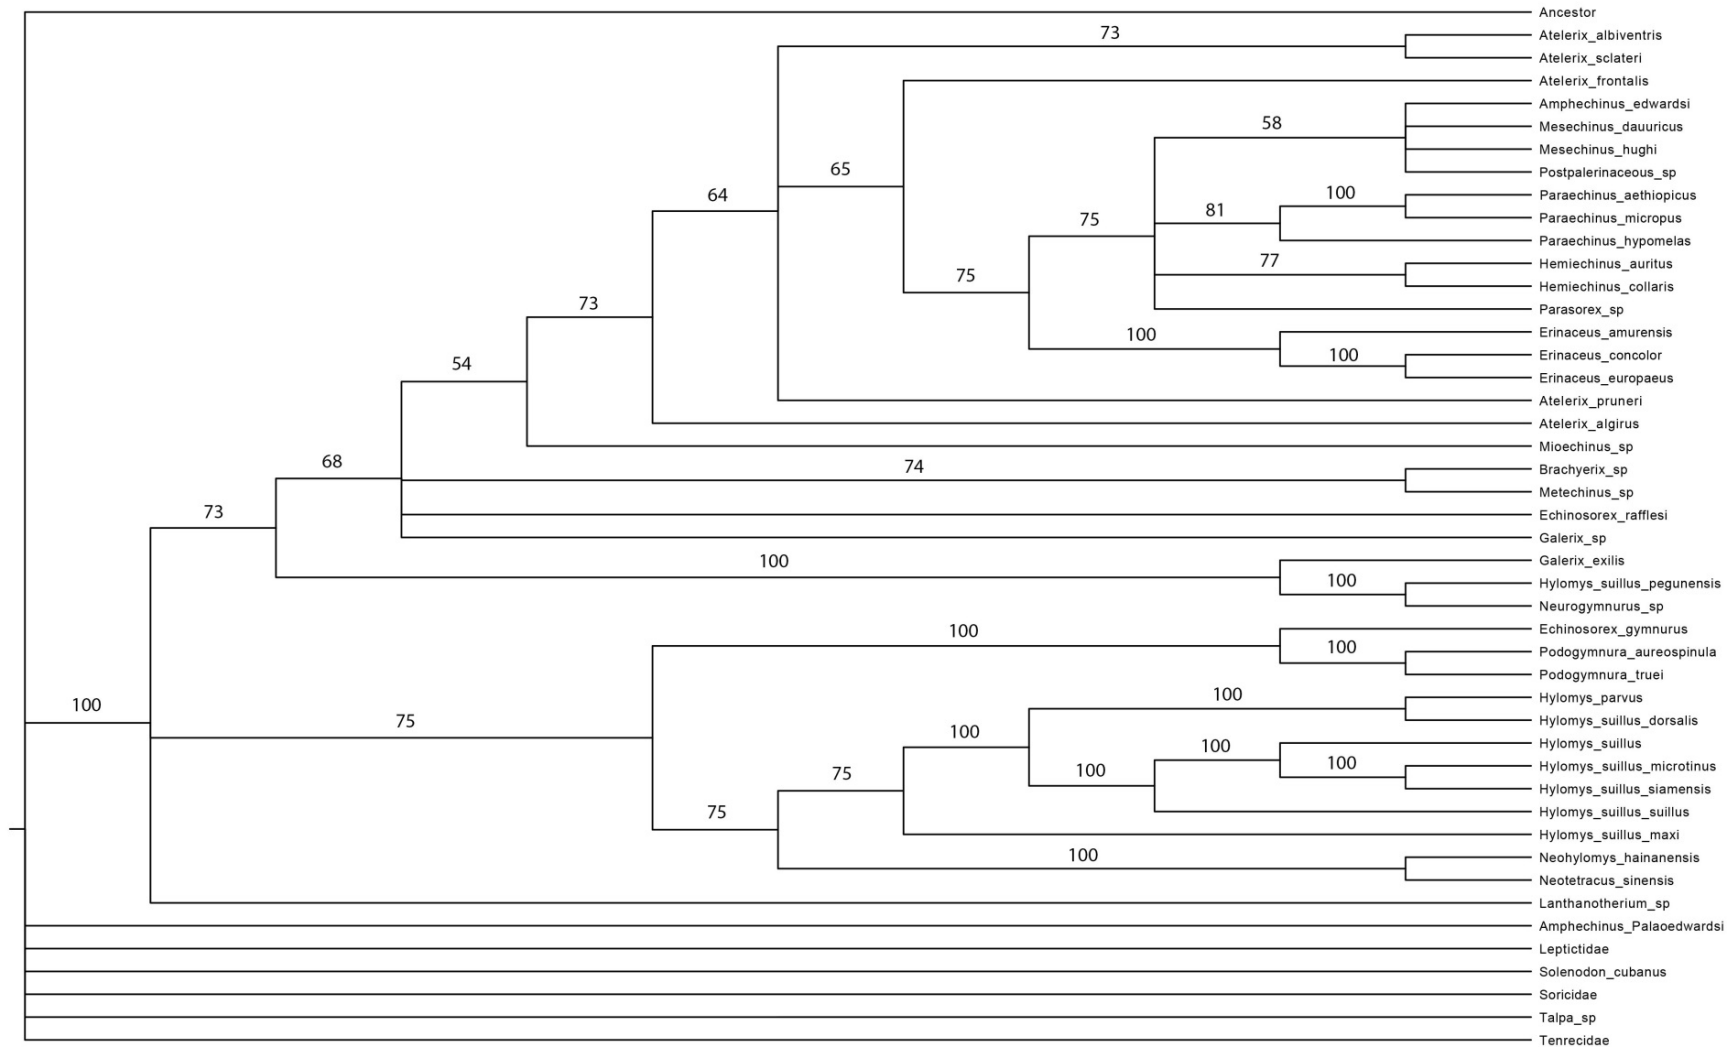 Ancestor
73
Atelerix_albiventris
Atelerix_sclateri
Atelerix_frontalis
Amphechinus_edwardsi
58
Mesechinus_dauuricus
Mesechinus_hughi
65
Postpalerinaceous_sp
64
100
Paraechinus_aethiopicus
75
81
Paraechinus_micropus
Paraechinus_hypomelas
77
Hemiechinus_auritus
75
Hemiechinus_collaris
73
Parasorex_sp
100
Erinaceus_amurensis
54
100
Erinaceus_concolor
Erinaceus_europaeus
Atelerix_pruneri
Atelerix_algirus
Mioechinus_sp
68
74
Brachyerix_sp
Metechinus_sp
73
Echinosorex_rafflesi
Galerix_sp
100
Galerix_exilis
100
Hylomys_suillus_pegunensis
Neurogymnurus_sp
100
Echinosorex_gymnurus
100
Podogymnura_aureospinula
Podogymnura_truei
100
100
Hylomys_parvus
75
Hylomys_suillus_dorsalis
100
100
Hylomys_suillus
75
100
100
Hylomys_suillus_microtinus
Hylomys_suillus_siamensis
75
Hylomys_suillus_suillus
Hylomys_suillus_maxi
100
Neohylomys_hainanensis
Neotetracus_sinensis
Lanthanotherium_sp
Amphechinus_Palaoedwardsi
Leptictidae
Solenodon_cubanus
Soricidae
Talpa_sp
Tenrecidae